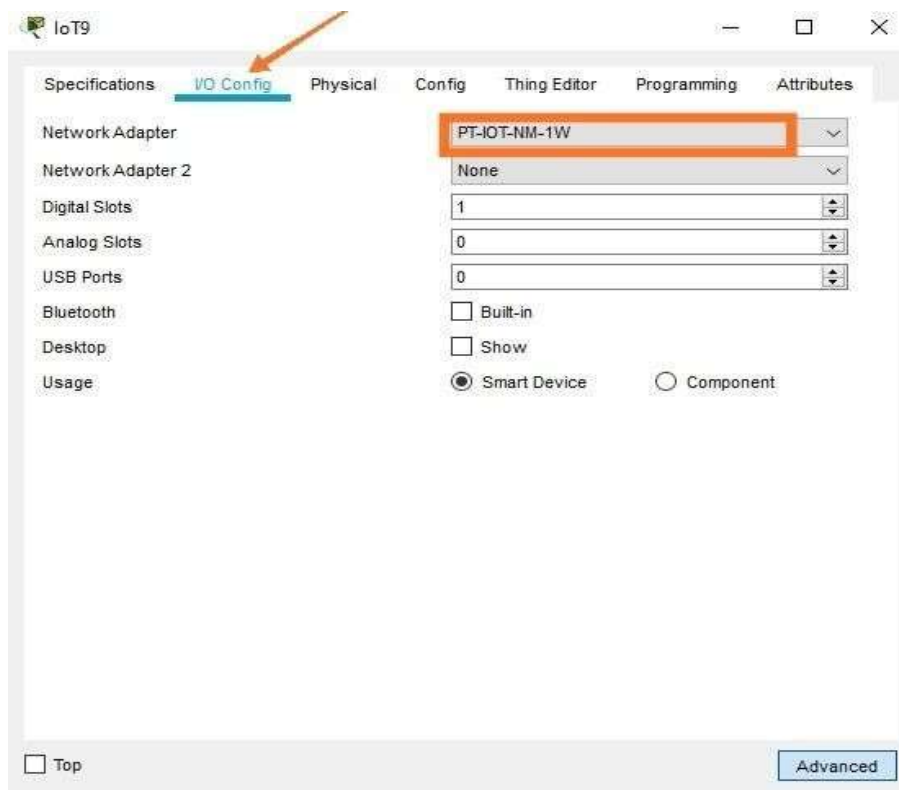 IoT9
Specifications I/O Config Physical Config Thing Editor Programming Attributes
Network Adapter PT-IOT-NM-1W
Network Adapter 2 None
Digital Slots 1
Analog Slots 0
USB Ports 0
Bluetooth Built-in
Desktop Show
Usage Smart Device Component
Top Advanced